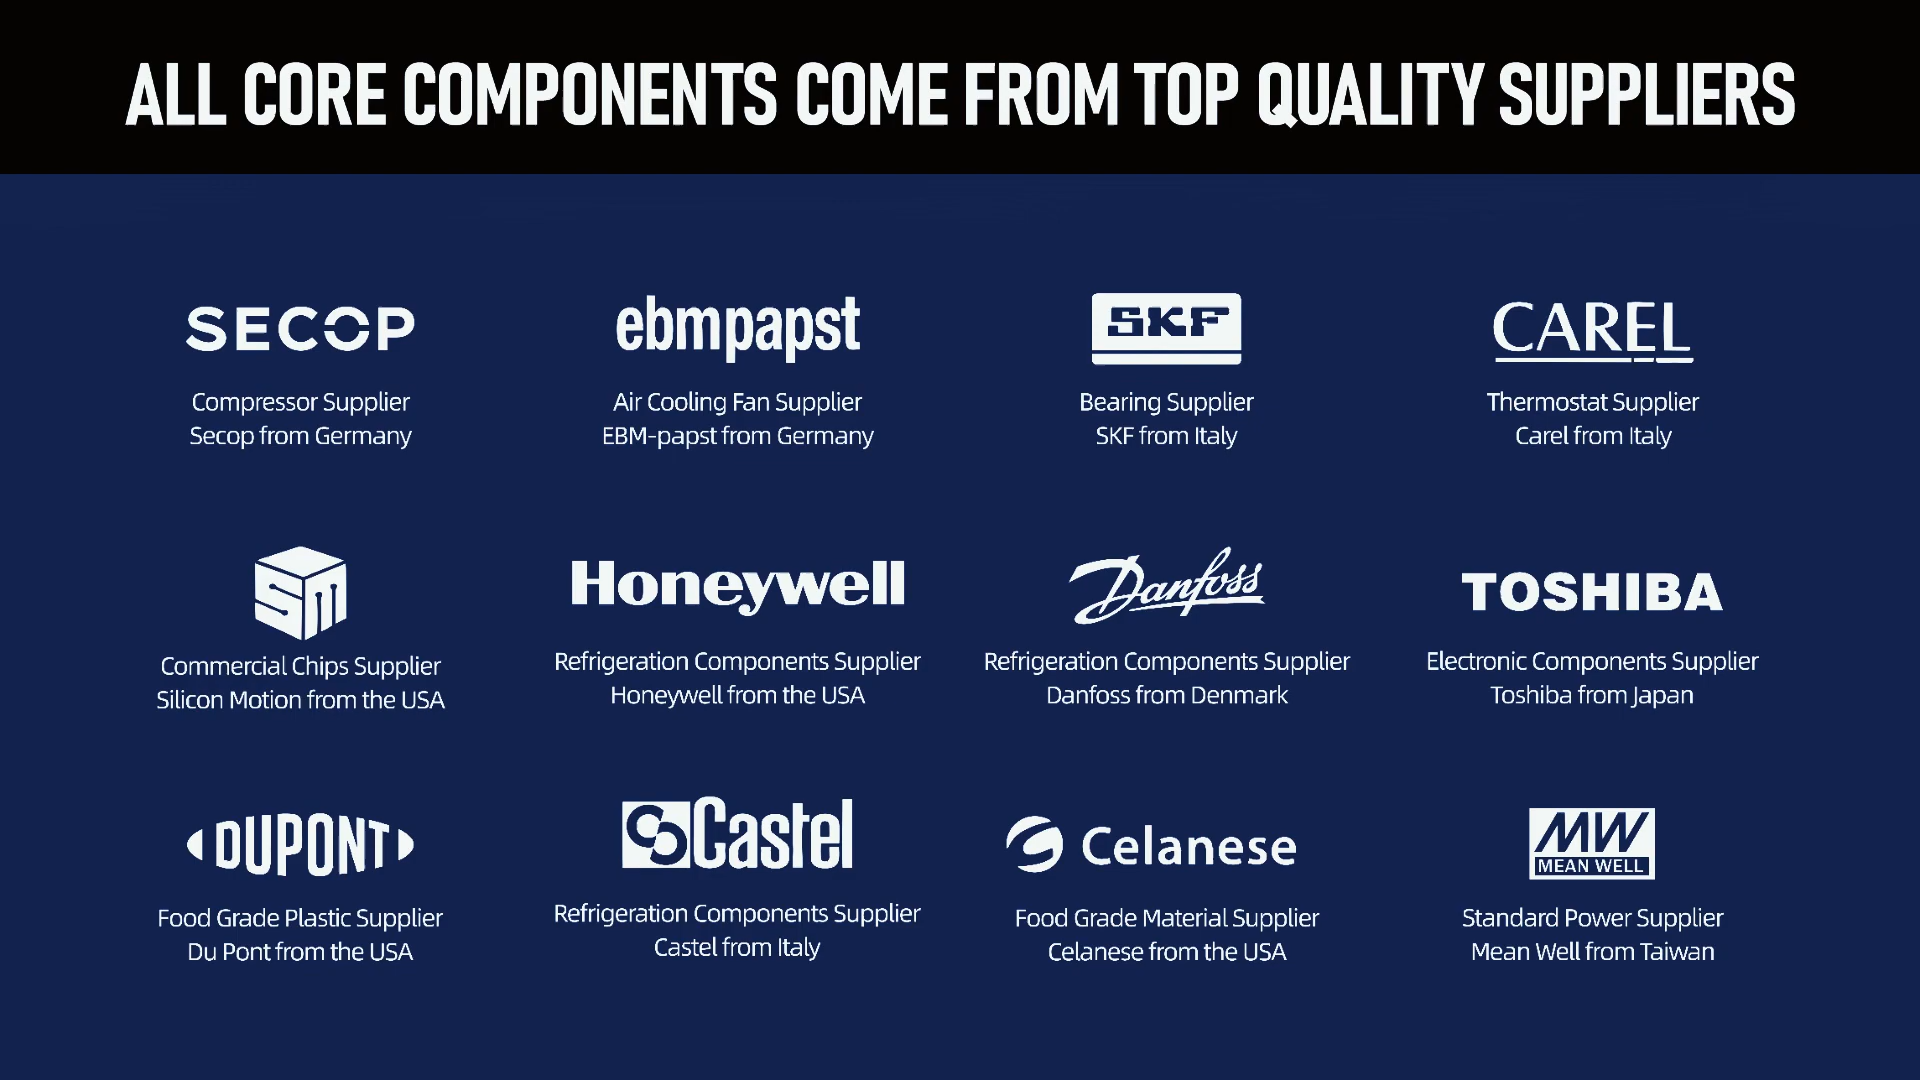 ALL CORE COMPONENTS COME FROM TOP QUALITY SUPPLIERS
SECOP
Compressor Supplier
Secop from Germany
ebmpapst
Air Cooling Fan Supplier
EBM-papst from Germany
SKF
Bearing Supplier
SKF from Italy
CAREL
Thermostat Supplier
Carel from Italy
SM
Commercial Chips Supplier
Silicon Motion from the USA
Honeywell
Refrigeration Components Supplier
Honeywell from the USA
Danfoss
Refrigeration Components Supplier
Danfoss from Denmark
TOSHIBA
Electronic Components Supplier
Toshiba from Japan
DUPONT
Food Grade Plastic Supplier
Du Pont from the USA
Castel
Refrigeration Components Supplier
Castel from Italy
Celanese
Food Grade Material Supplier
Celanese from the USA
MW
MEAN WELL
Standard Power Supplier
Mean Well from Taiwan